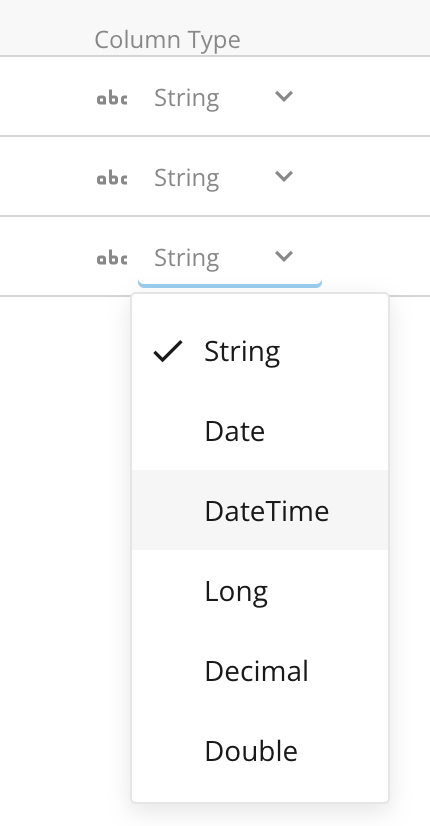 Column Type
abc String
abc String
abc String
String
Date
DateTime
Long
Decimal
Double